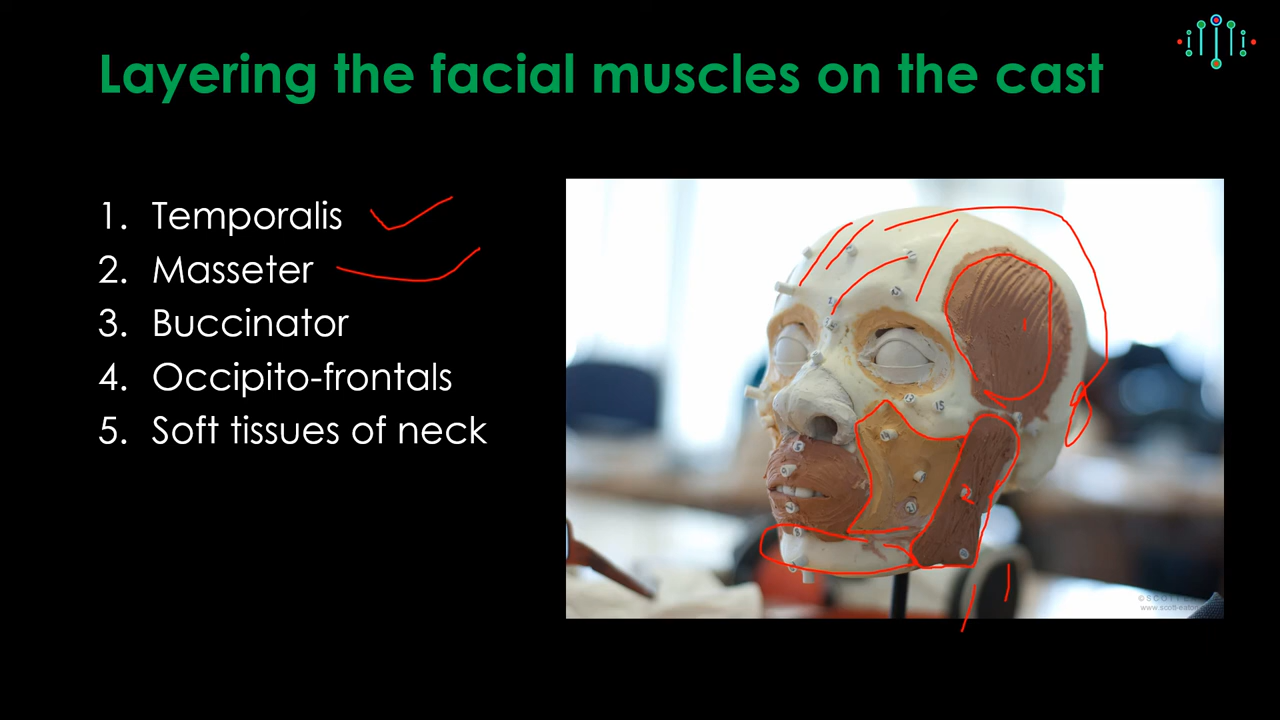 Layering the facial muscles on the cast
1. Temporalis
2. Masseter
3. Buccinator
4. Occipito-frontals
5. Soft tissues of neck
15